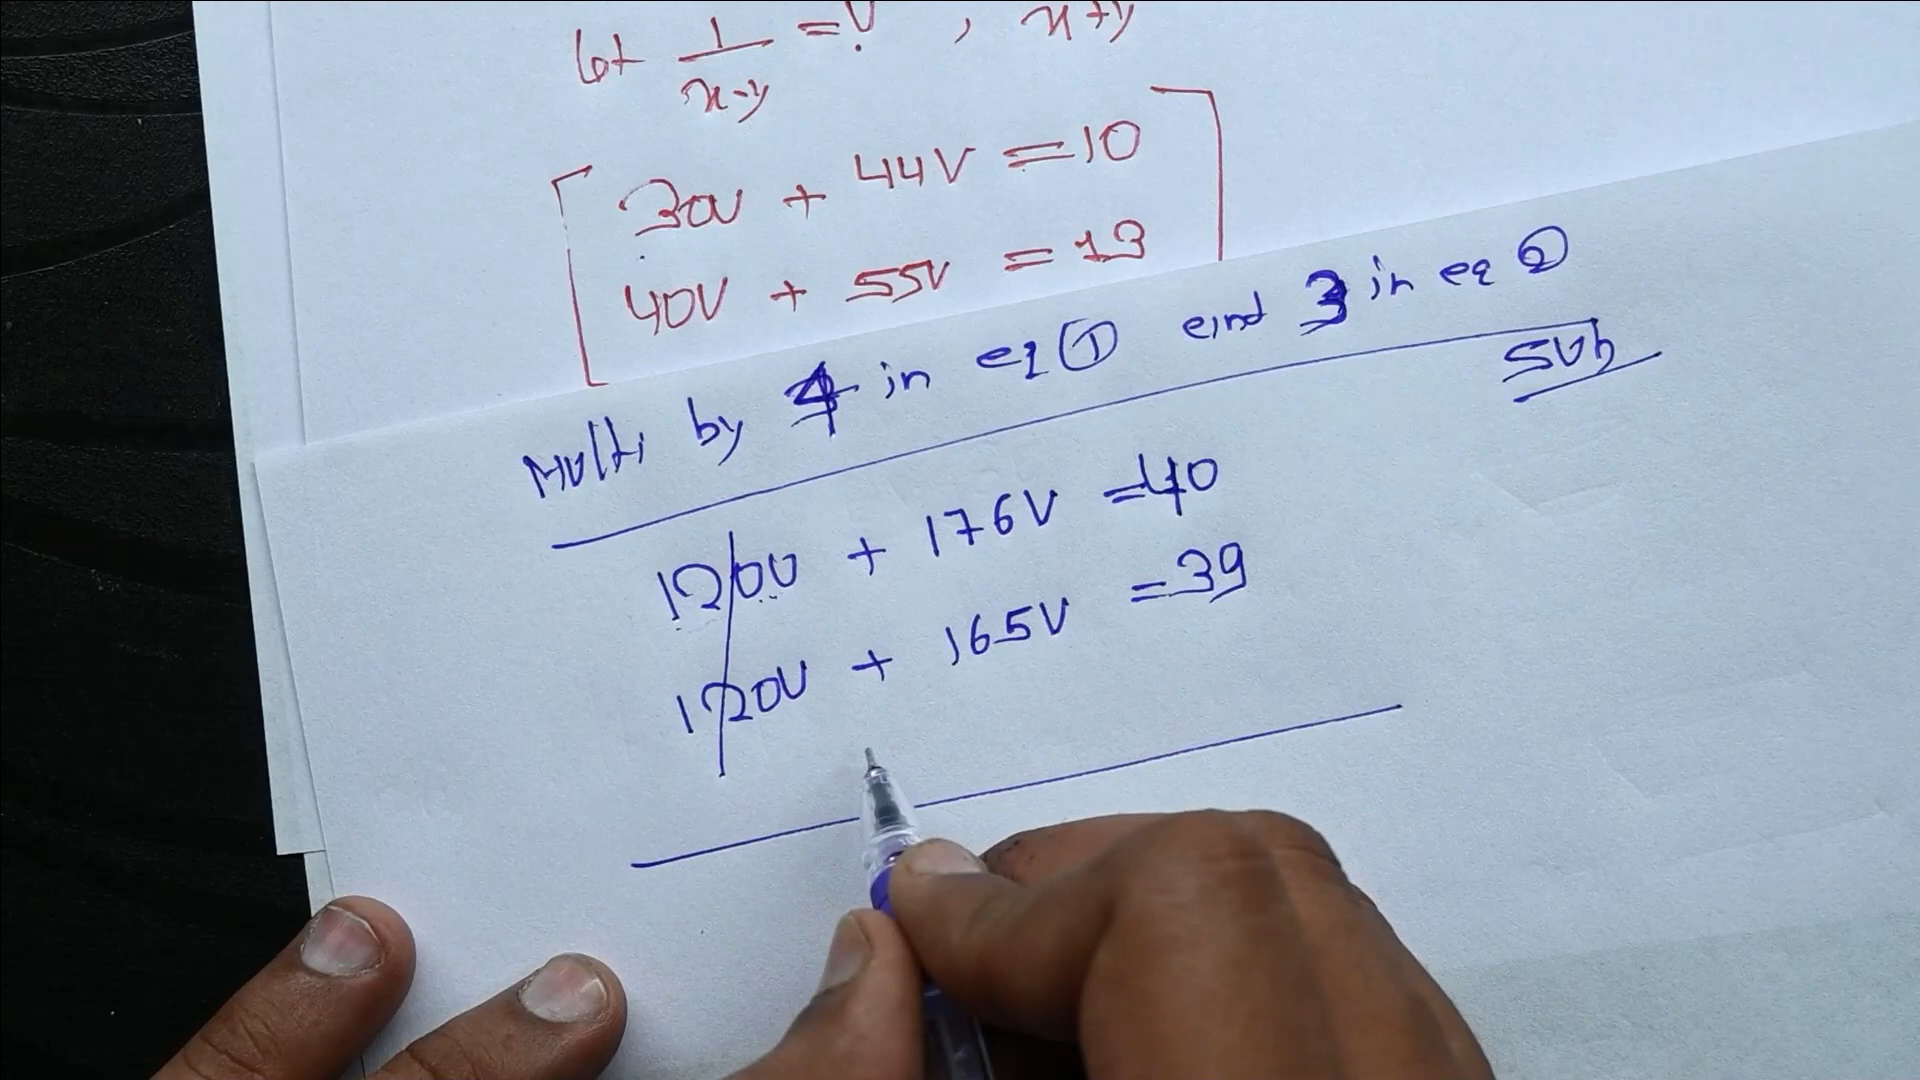 let 1/x-y = U, x+y
30U + 44V = 10
40U + 55V = 13
Multi by 4 in eq ① and 3 in eq ②
Sub
120U + 176V = 40
120U + 165V = 39